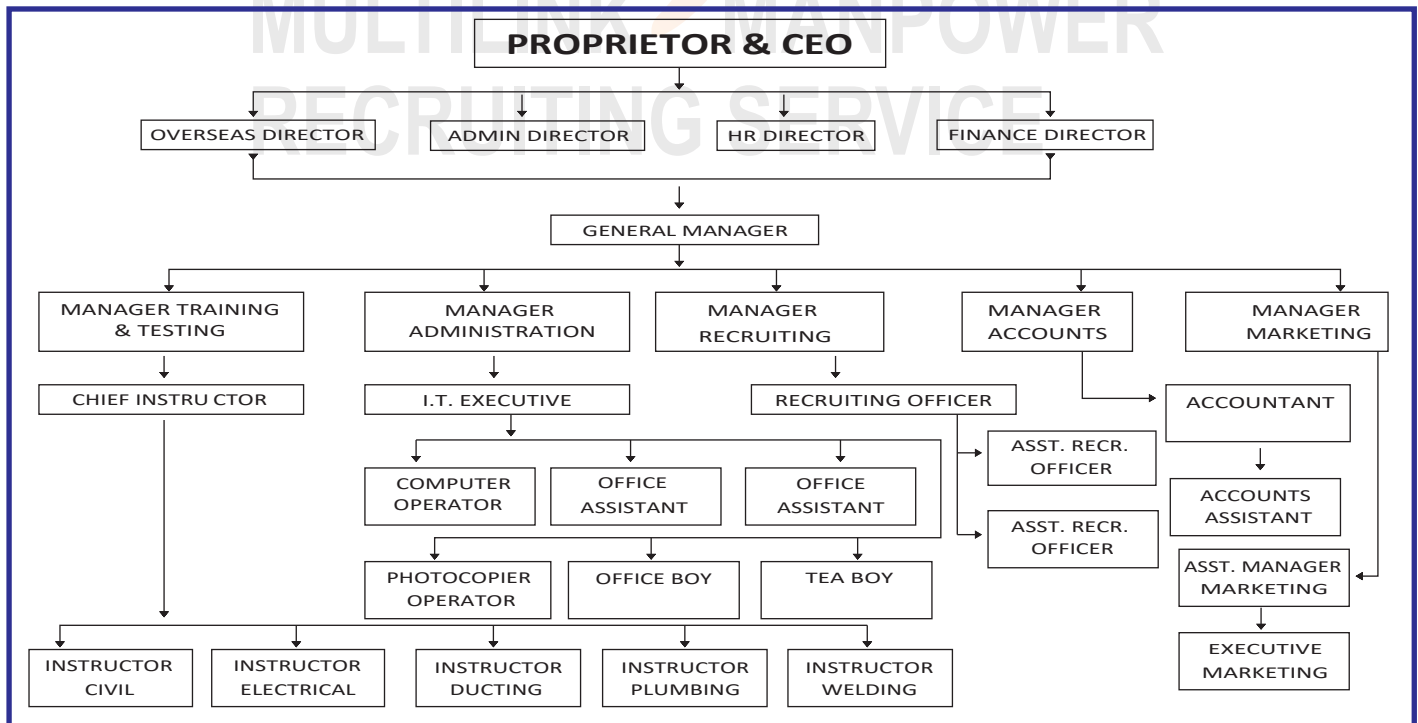 MULTILINK MANPOWER
RECRUITING SERVICE
PROPRIETOR & CEO
OVERSEAS DIRECTOR
ADMIN DIRECTOR
HR DIRECTOR
FINANCE DIRECTOR
GENERAL MANAGER
MANAGER TRAINING
& TESTING
MANAGER
ADMINISTRATION
MANAGER
RECRUITING
MANAGER
ACCOUNTS
MANAGER
MARKETING
CHIEF INSTRU CTOR
I.T. EXECUTIVE
RECRUITING OFFICER
ACCOUNTANT
COMPUTER
OPERATOR
OFFICE
ASSISTANT
OFFICE
ASSISTANT
ASST. RECR.
OFFICER
ACCOUNTS
ASSISTANT
ASST. RECR.
OFFICER
PHOTOCOPIER
OPERATOR
OFFICE BOY
TEA BOY
ASST. MANAGER
MARKETING
EXECUTIVE
MARKETING
INSTRUCTOR
CIVIL
INSTRUCTOR
ELECTRICAL
INSTRUCTOR
DUCTING
INSTRUCTOR
PLUMBING
INSTRUCTOR
WELDING